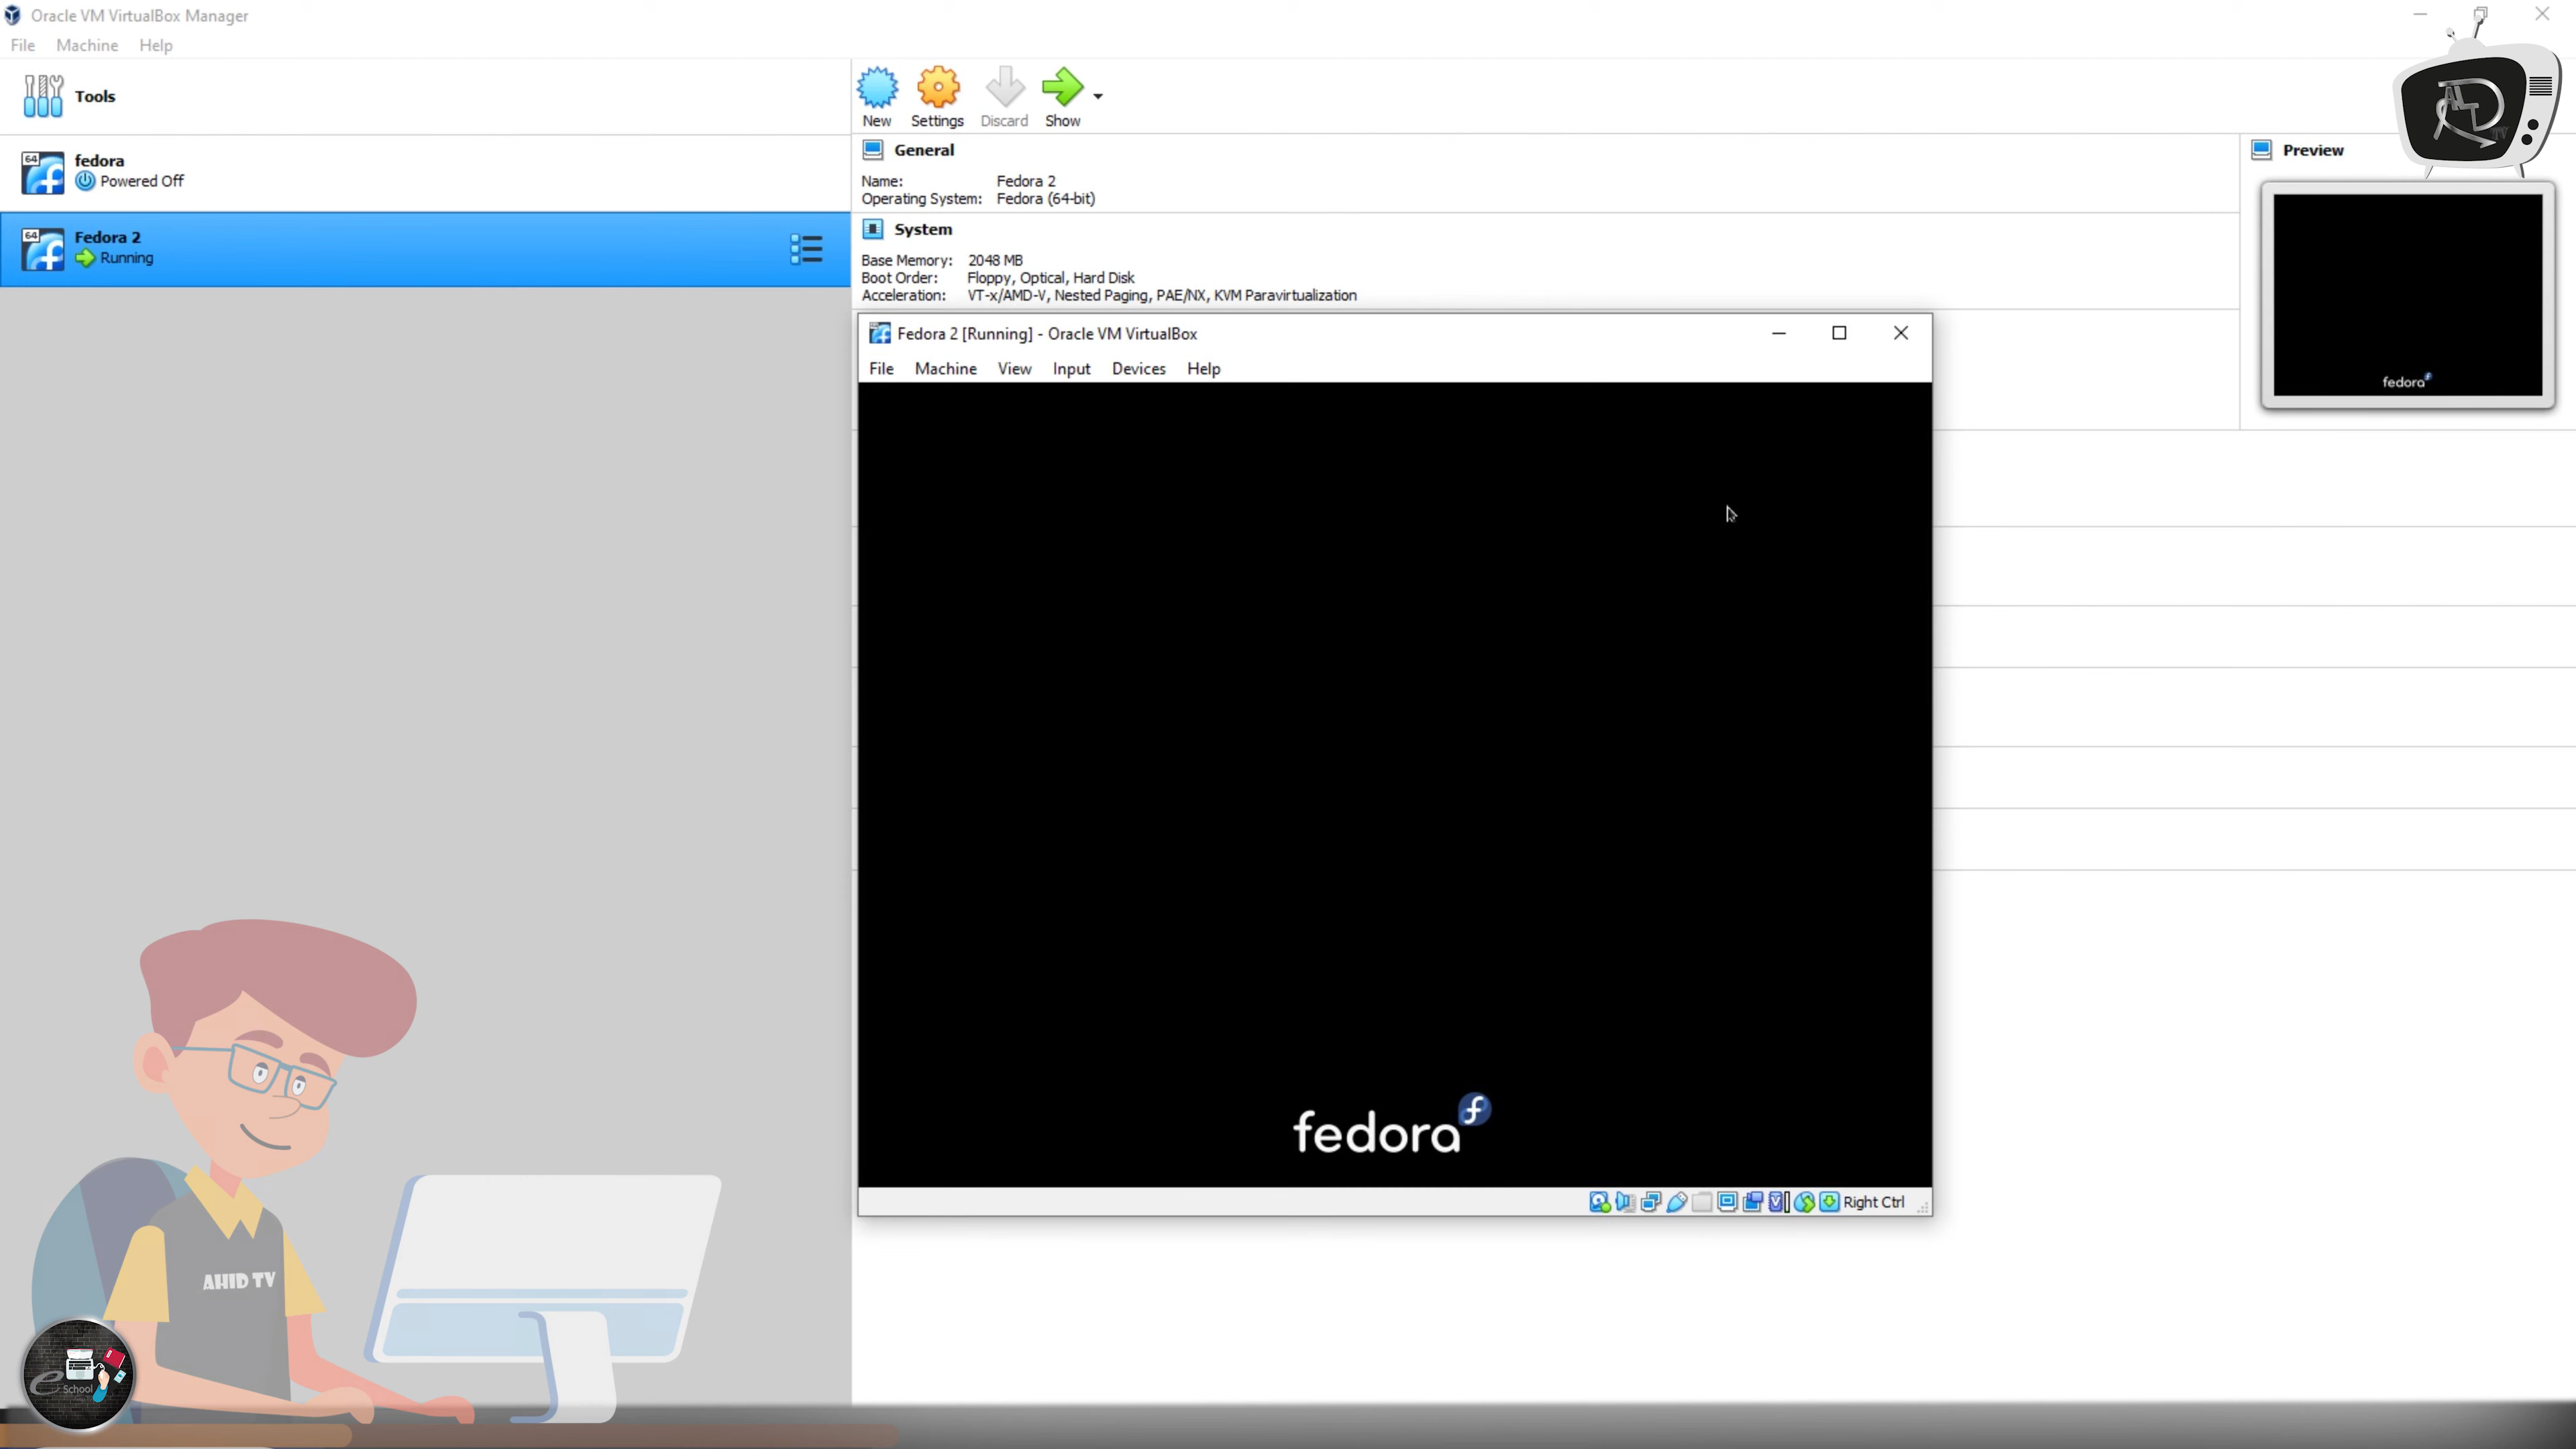 Oracle VM VirtualBox Manager
File Machine Help
Tools
64 fedora
Powered Off
64 Fedora 2
Running
New Settings Discard Show
General
Name: Fedora 2
Operating System: Fedora (64-bit)
System
Base Memory: 2048 MB
Boot Order: Floppy, Optical, Hard Disk
Acceleration: VT-x/AMD-V, Nested Paging, PAE/NX, KVM Paravirtualization
Preview
fedora
Fedora 2 [Running] - Oracle VM VirtualBox
File Machine View Input Devices Help
fedora
Right Ctrl
AHID TV
e School